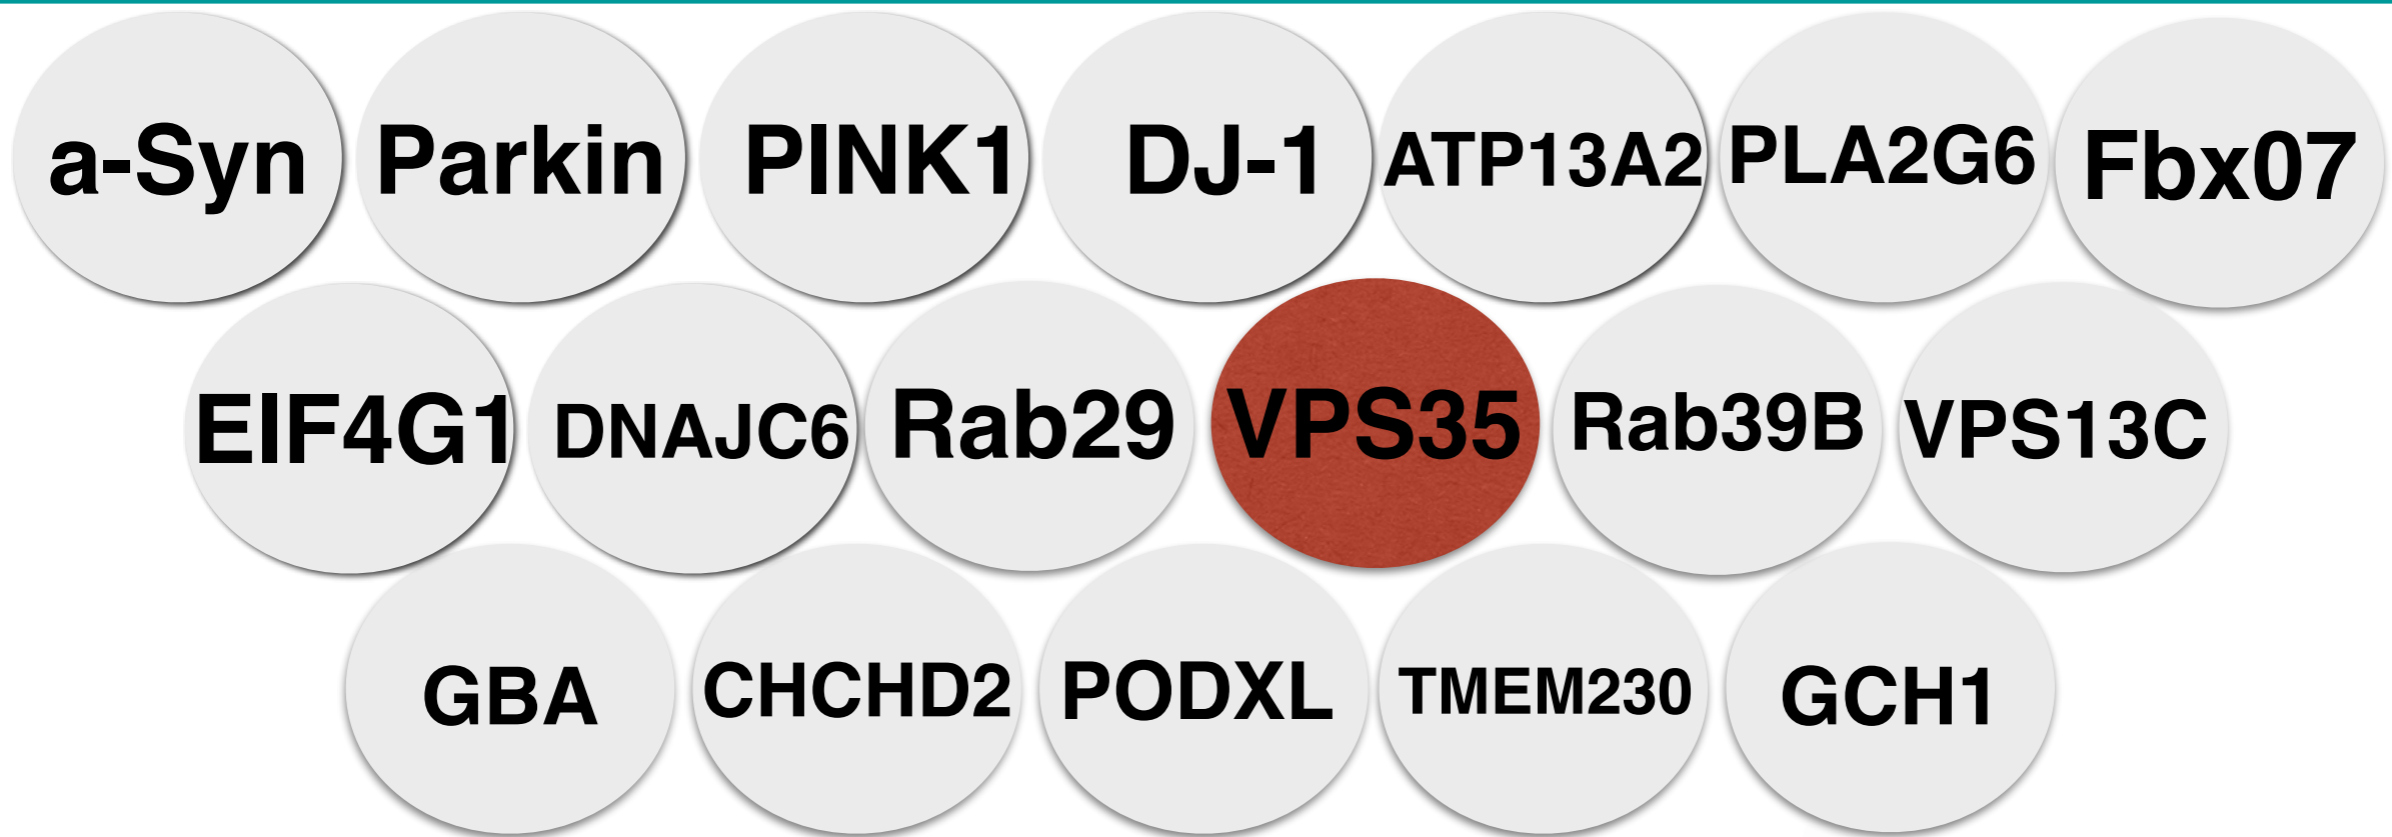 a-Syn Parkin PINK1 DJ-1 ATP13A2 PLA2G6 Fbx07
EIF4G1 DNAJC6 Rab29 VPS35 Rab39B VPS13C
GBA CHCHD2 PODXL TMEM230 GCH1